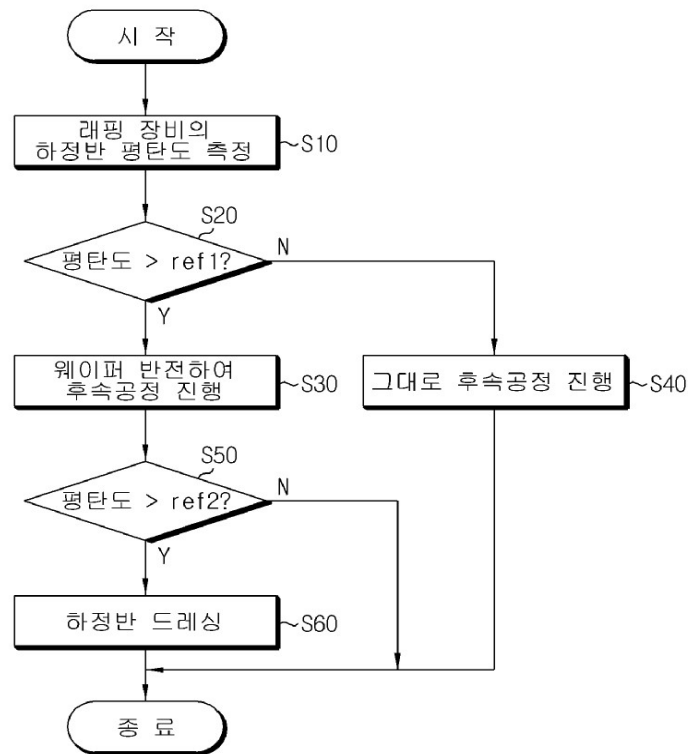 시 작
래핑 장비의
하정반 평탄도 측정
S10
S20
평탄도 > ref1?
N
Y
웨이퍼 반전하여
후속공정 진행
S30
그대로 후속공정 진행
S40
S50
평탄도 > ref2?
N
Y
하정반 드레싱
S60
종 료